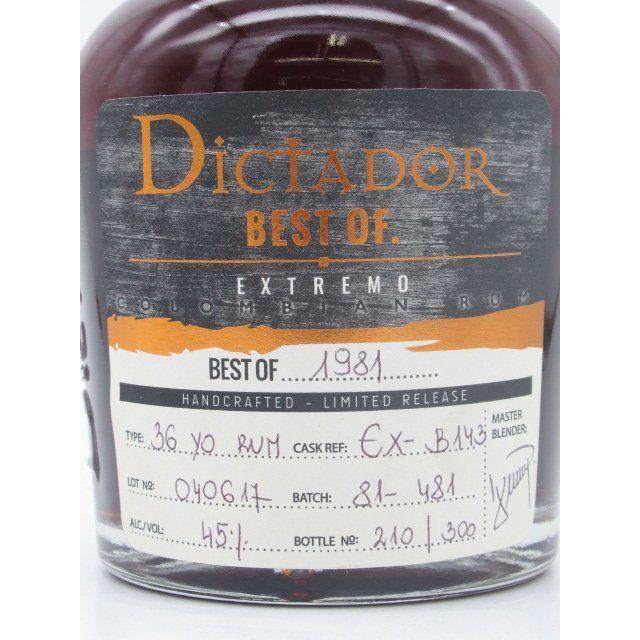 DICTADOR
BEST OF.
EXTREMO
COLOMBIAN RUM
BEST OF.....1981..........
HANDCRAFTED - LIMITED RELEASE
TYPE: 36 YO RUM CASK REF: EX-B143 MASTER BLENDER:
LOT Nº: 040617 BATCH: 81-481
ALC./VOL: 45% BOTTLE Nº: 210/300